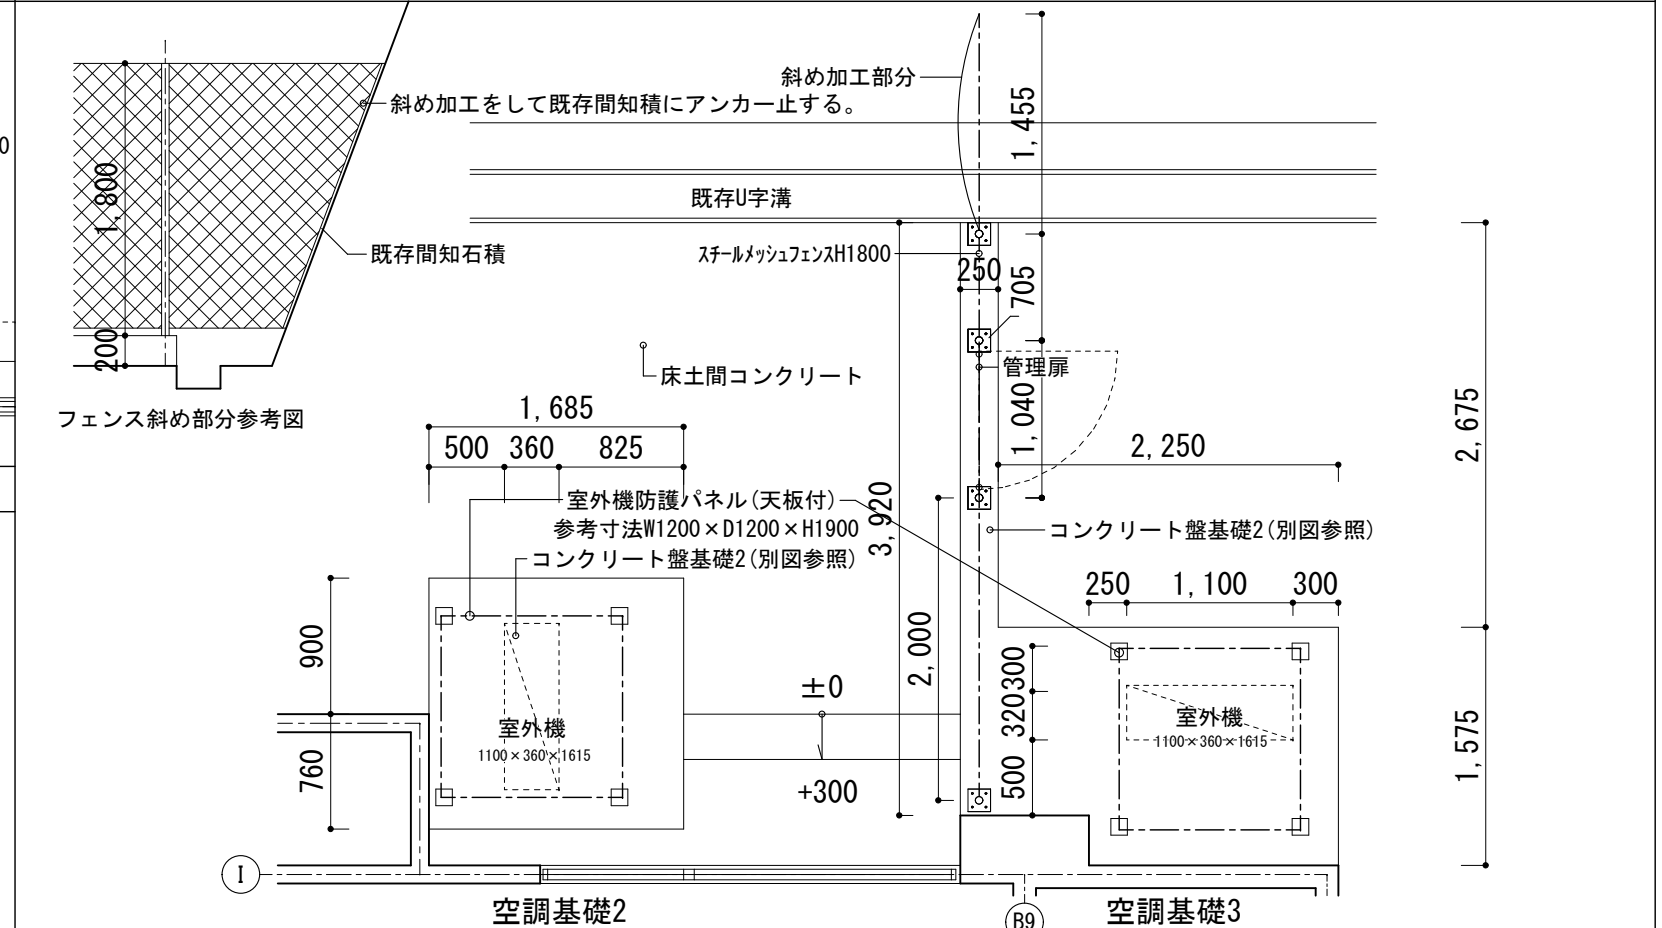 斜め加工部分
斜め加工をして既存間知積にアンカー止する。
1,455
0
1,800
既存U字溝
既存間知石積
スチールメッシュフェンスH1800
250
705
200
管理扉
床土間コンクリート
フェンス斜め部分参考図
1,040
2,675
1,685
500
360
825
2,250
室外機防護パネル(天板付)
参考寸法W1200×D1200×H1900
3,920
コンクリート盤基礎2(別図参照)
コンクリート盤基礎2(別図参照)
250
1,100
300
900
2,000
300
±0
320
室外機
1100×360×1615
室外機
1100×360×1615
760
500
1,575
+300
I
空調基礎2
B9
空調基礎3